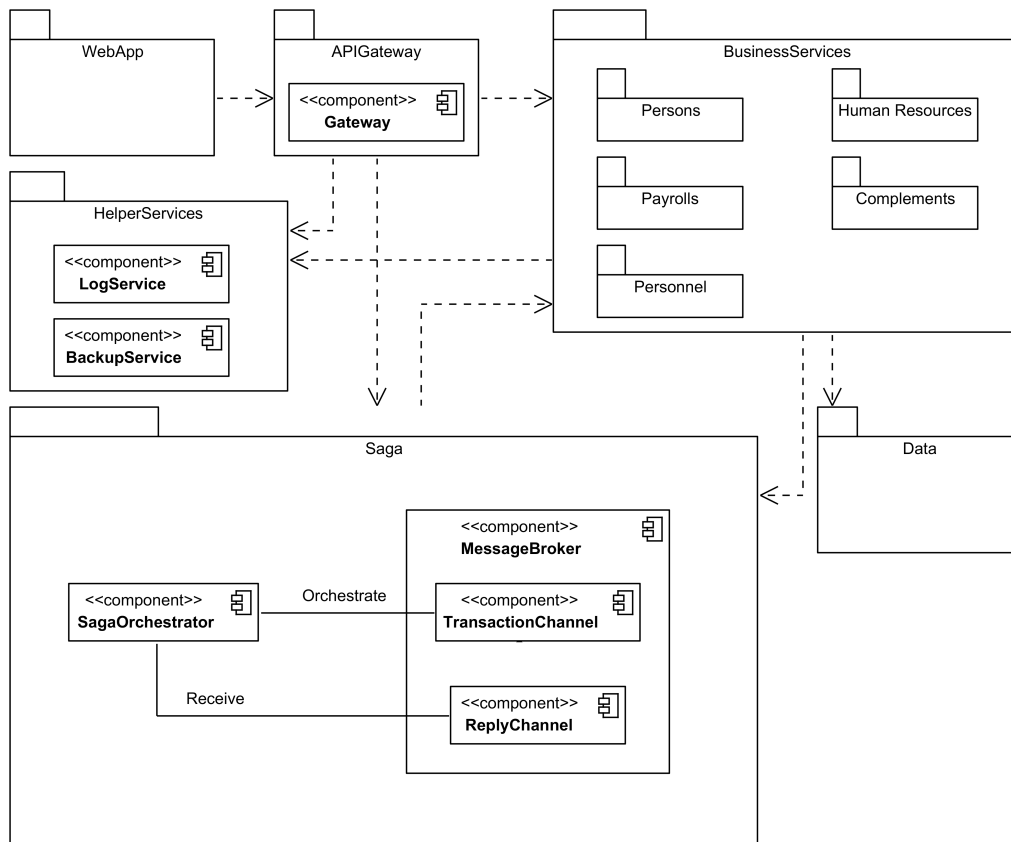 WebApp
APIGateway
BusinessServices
<<component>>
Gateway
Persons
Human Resources
Payrolls
Complements
Personnel
HelperServices
<<component>>
LogService
<<component>>
BackupService
Saga
Data
<<component>>
MessageBroker
<<component>>
SagaOrchestrator
Orchestrate
<<component>>
TransactionChannel
Receive
<<component>>
ReplyChannel